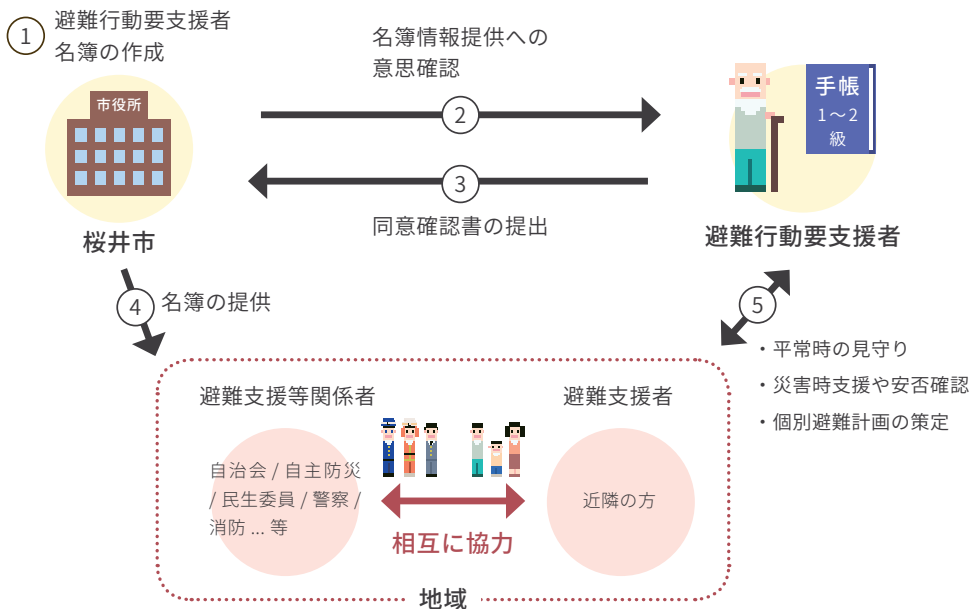 1
避難行動要支援者
名簿の作成
市役所
桜井市
名簿情報提供への
意思確認
2
3
同意確認書の提出
手帳
1～2
級
避難行動要支援者
4
名簿の提供
5
・平常時の見守り
・災害時支援や安否確認
・個別避難計画の策定
避難支援等関係者
自治会 / 自主防災
/ 民生委員 / 警察 /
消防 ... 等
相互に協力
避難支援者
近隣の方
地域